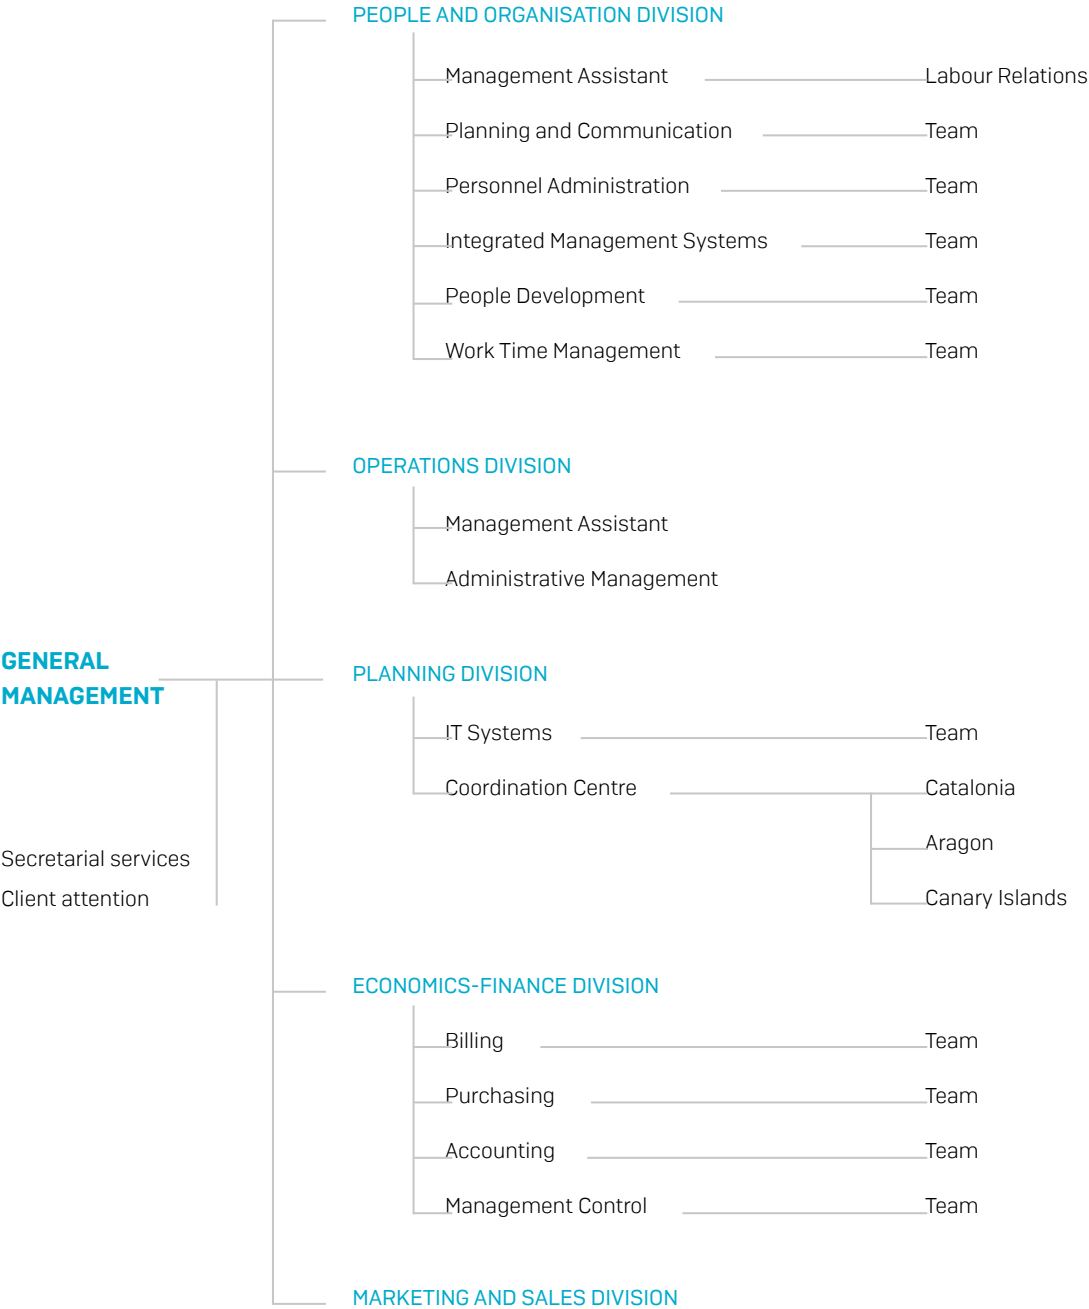 PEOPLE AND ORGANISATION DIVISION
Management Assistant Labour Relations
Planning and Communication Team
Personnel Administration Team
Integrated Management Systems Team
People Development Team
Work Time Management Team
OPERATIONS DIVISION
Management Assistant
Administrative Management
GENERAL
MANAGEMENT
PLANNING DIVISION
IT Systems Team
Coordination Centre Catalonia
Aragon
Canary Islands
Secretarial services
Client attention
ECONOMICS-FINANCE DIVISION
Billing Team
Purchasing Team
Accounting Team
Management Control Team
MARKETING AND SALES DIVISION